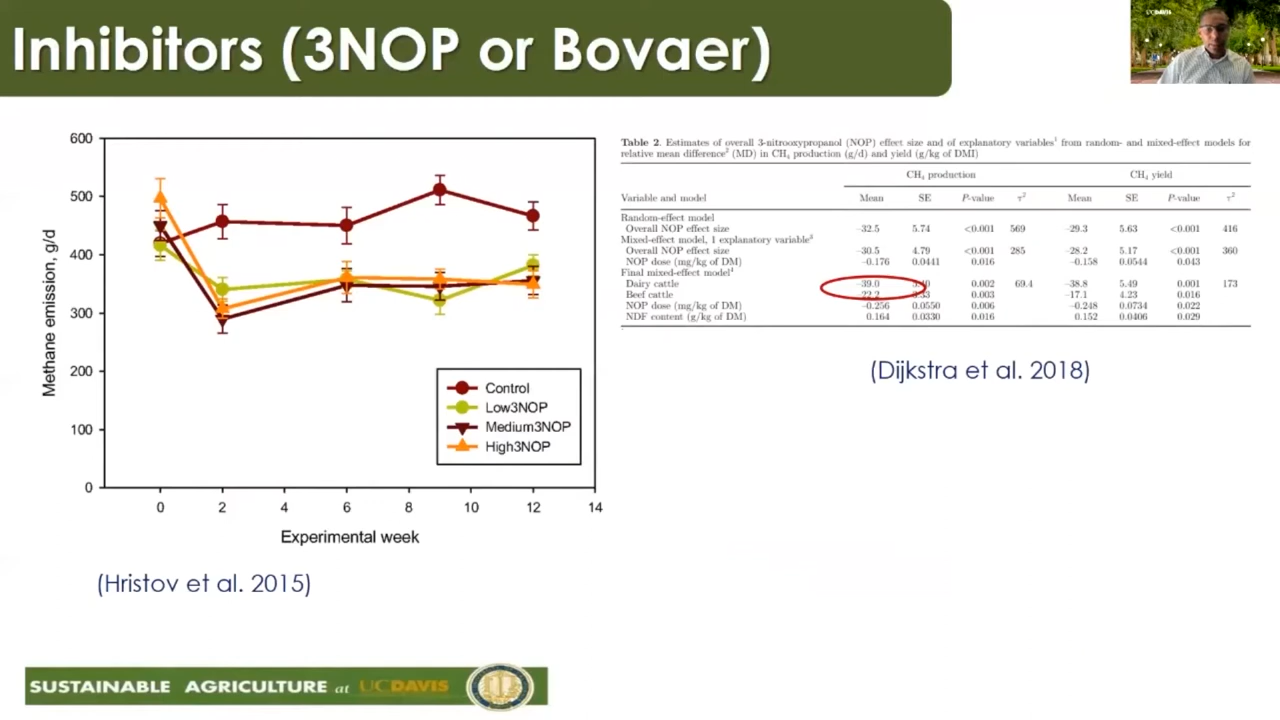 Inhibitors (3NOP or Bovaer)
UCDAVIS
600
500
400
300
200
100
0
Methane emission, g/d
0 2 4 6 8 10 12 14
Experimental week
Control
Low3NOP
Medium3NOP
High3NOP
(Hristov et al. 2015)
Table 2. Estimates of overall 3-nitrooxypropanol (NOP) effect size and of explanatory variables¹ from random- and mixed-effect models for
relative mean difference² (MD) in CH₄ production (g/d) and yield (g/kg of DMI)
CH₄ production CH₄ yield
Variable and model Mean SE P-value τ² Mean SE P-value τ²
Random-effect model
Overall NOP effect size −32.5 5.74 <0.001 569 −29.3 5.63 <0.001 416
Mixed-effect model, 1 explanatory variable³
Overall NOP effect size −30.5 4.79 <0.001 285 −28.2 5.17 <0.001 360
NOP dose (mg/kg of DM) −0.176 0.0441 0.016 −0.158 0.0544 0.043
Final mixed-effect model⁴
Dairy cattle −39.0 0.002 69.4 −38.8 5.49 0.001 173
Beef cattle −22.2 0.003 −17.1 4.23 0.016
NOP dose (mg/kg of DM) −0.256 0.0550 0.006 −0.248 0.0734 0.022
NDF content (g/kg of DM) 0.164 0.0330 0.016 0.152 0.0406 0.029
(Dijkstra et al. 2018)
SUSTAINABLE AGRICULTURE at UCDAVIS